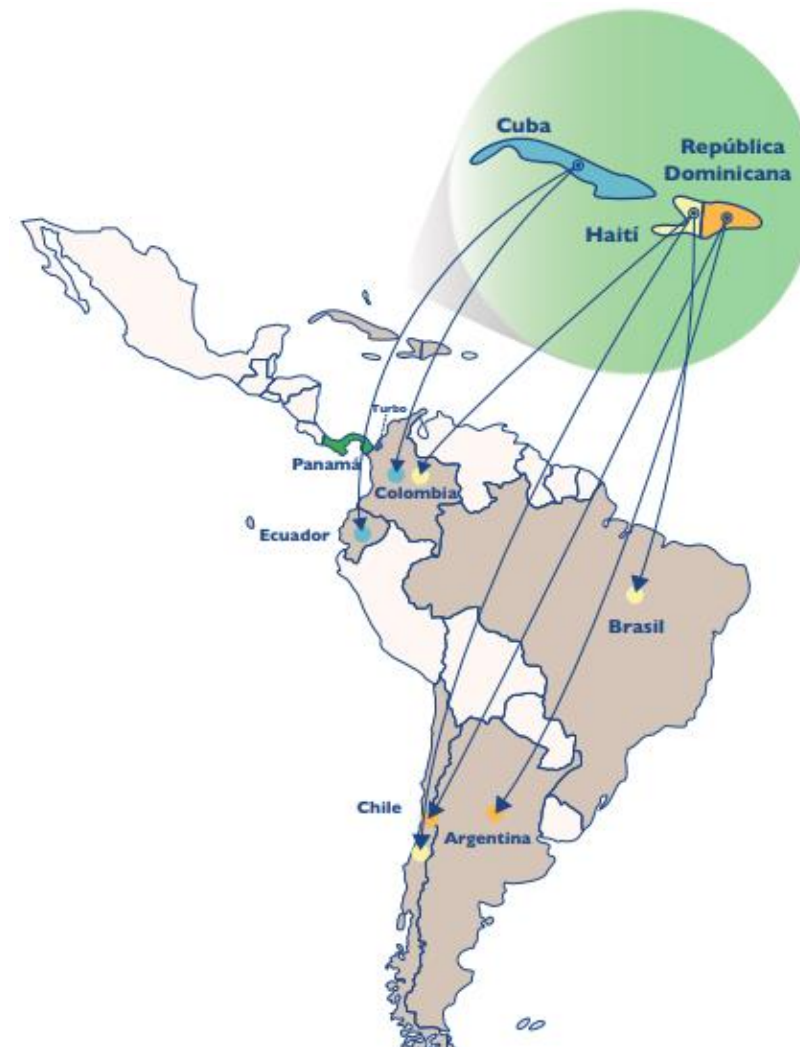 Cuba
República
Dominicana
Haití
Turbo
Panamá
Colombia
Ecuador
Brasil
Chile
Argentina